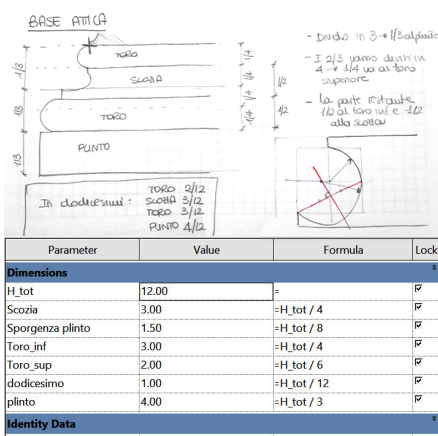 BASE ATTICA
TORO
SCOZIA
TORO
PLINTO
1/3
1/3
1/3
1/4
1/4
1/4
1/4
1/2
1/2
- Divido in 3 → 1/3 al plinto
- I 2/3 vanno divisi in
4 → 1/4 va al toro
superiore
- La parte restante
1/2 al toro inf e 1/2
alla scozia
In dodicesimi:
TORO 2/12
SCOZIA 3/12
TORO 3/12
PLINTO 4/12
Parameter Value Formula Lock
Dimensions
H_tot 12.00 =
Scozia 3.00 =H_tot / 4
Sporgenza plinto 1.50 =H_tot / 8
Toro_inf 3.00 =H_tot / 4
Toro_sup 2.00 =H_tot / 6
dodicesimo 1.00 =H_tot / 12
plinto 4.00 =H_tot / 3
Identity Data